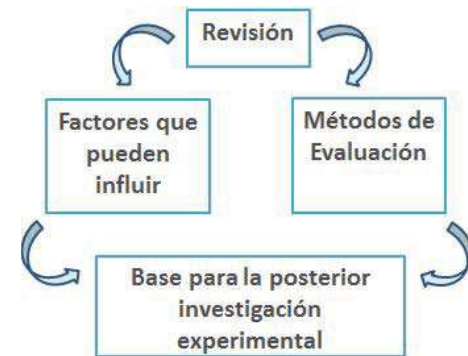 Revisión
Factores que
pueden
influir
Métodos de
Evaluación
Base para la posterior
investigación
experimental